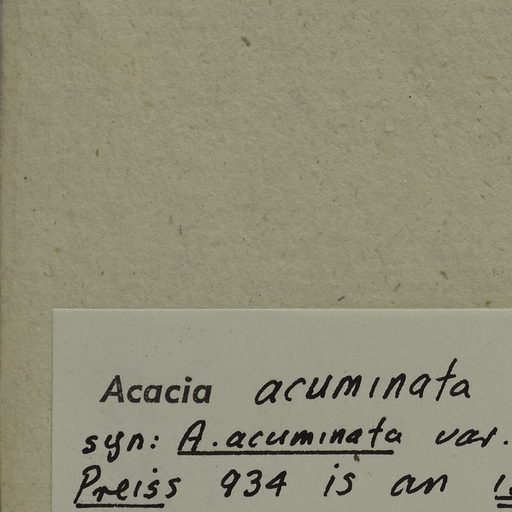 Acacia acuminata
syn: A. acuminata var.
Preiss 934 is an